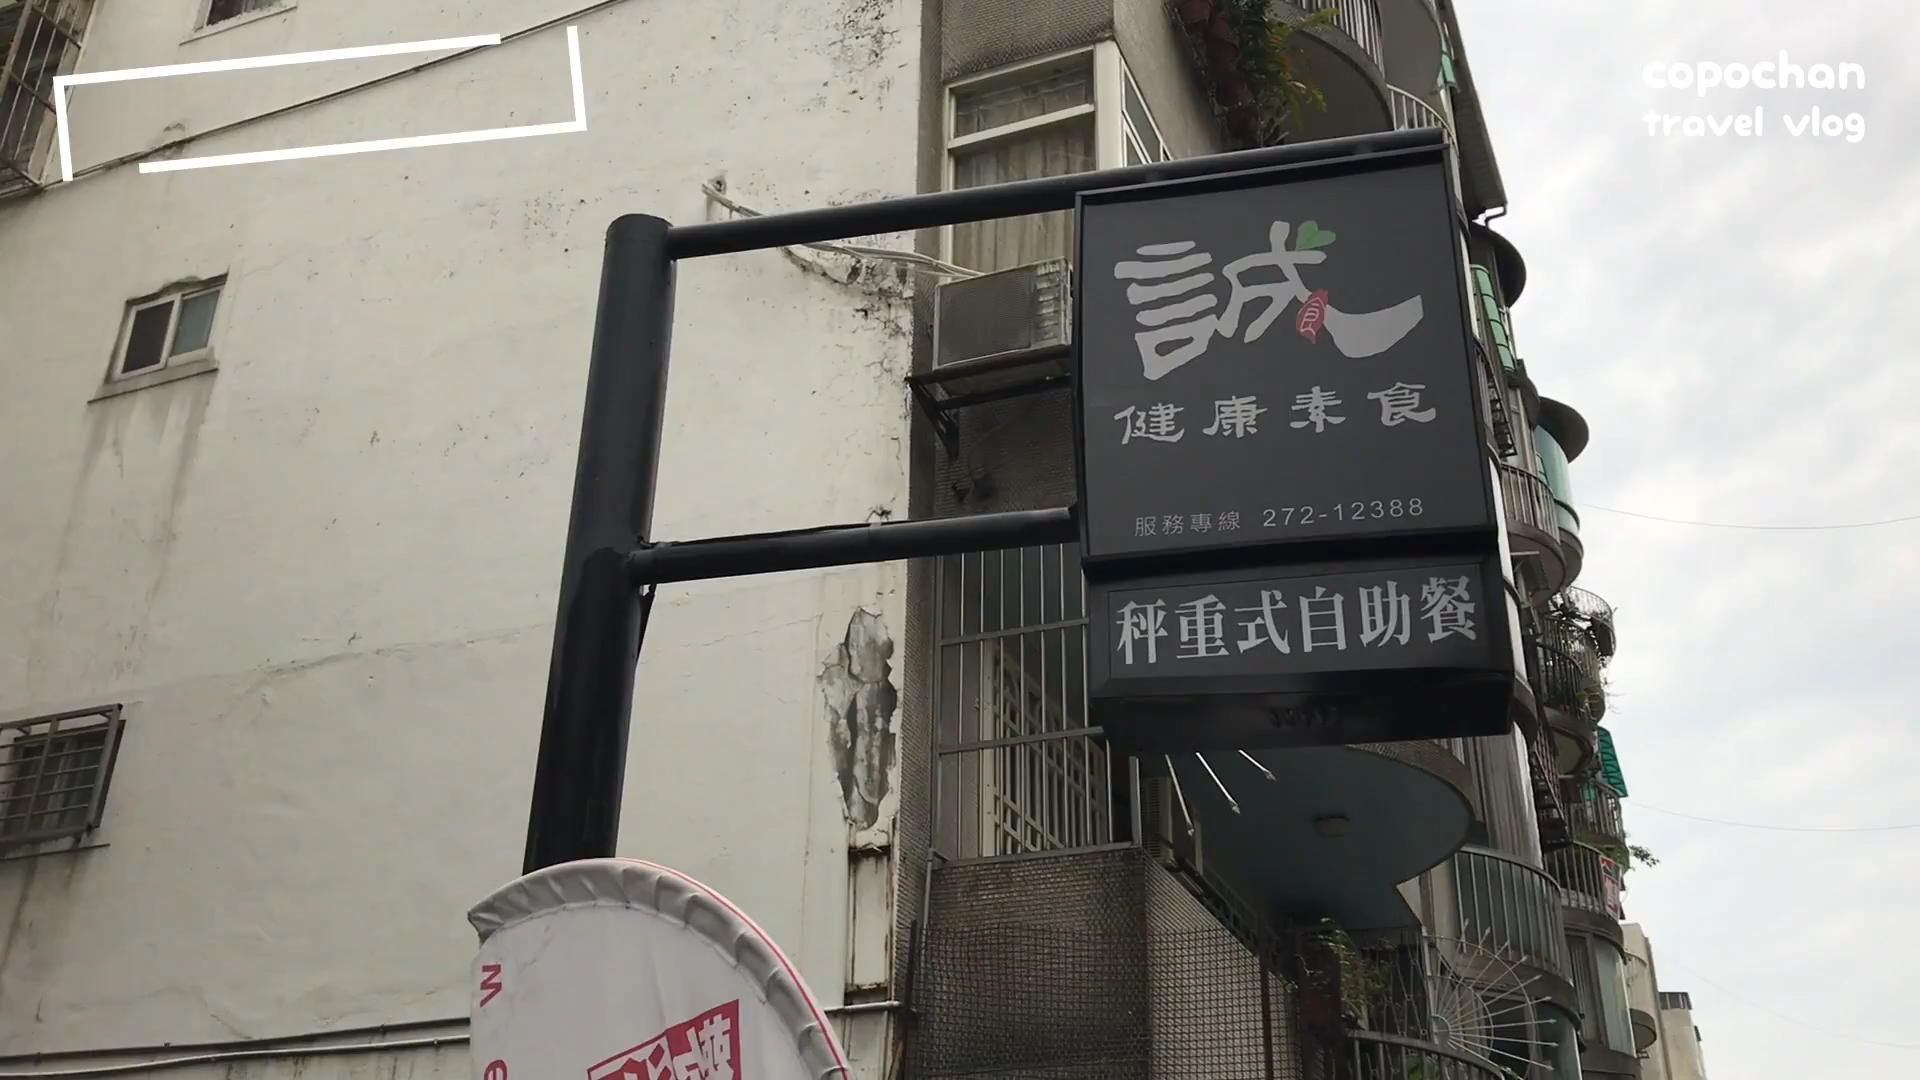 copochan
travel vlog
誠
食
健康素食
服務專線 272-12388
秤重式自助餐